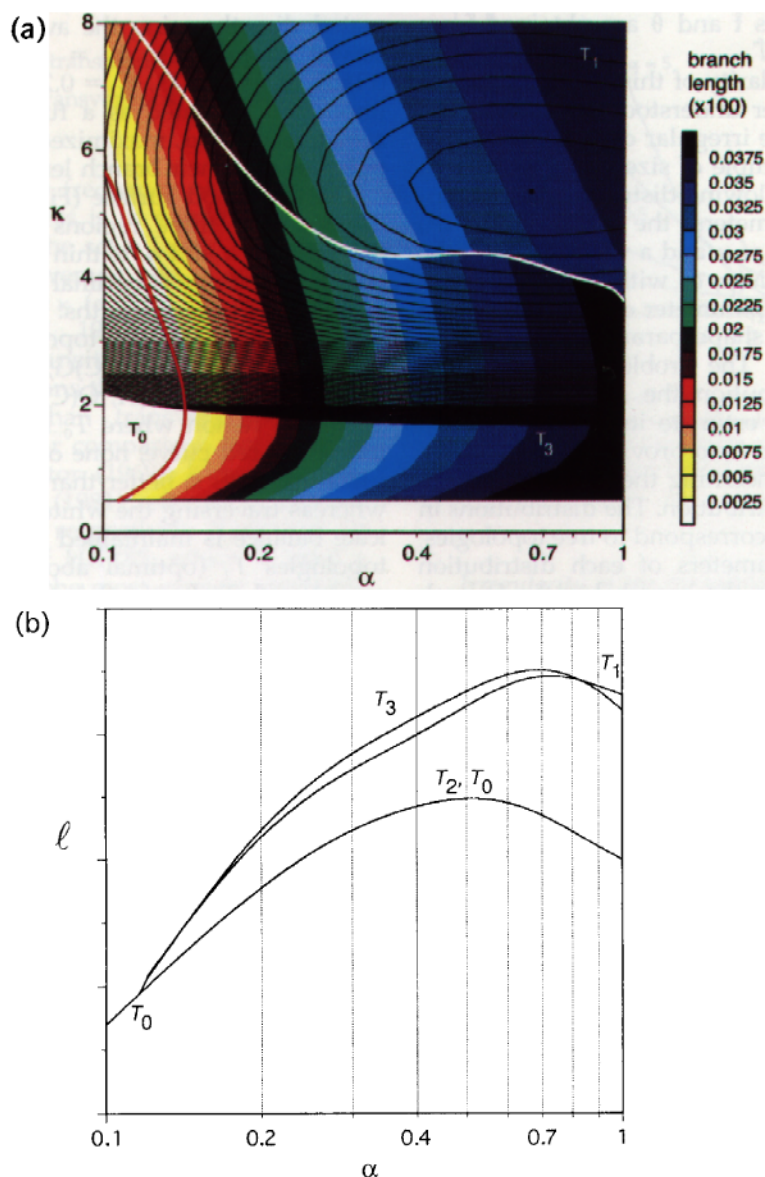 (a)
8
6
κ
4
2
0
T0
T1
T3
0.1
0.2
0.4
0.7
1
α
branch
length
(x100)
0.0375
0.035
0.0325
0.03
0.0275
0.025
0.0225
0.02
0.0175
0.015
0.0125
0.01
0.0075
0.005
0.0025
(b)
T3
T1
T2, T0
ℓ
T0
0.1
0.2
0.4
0.7
1
α